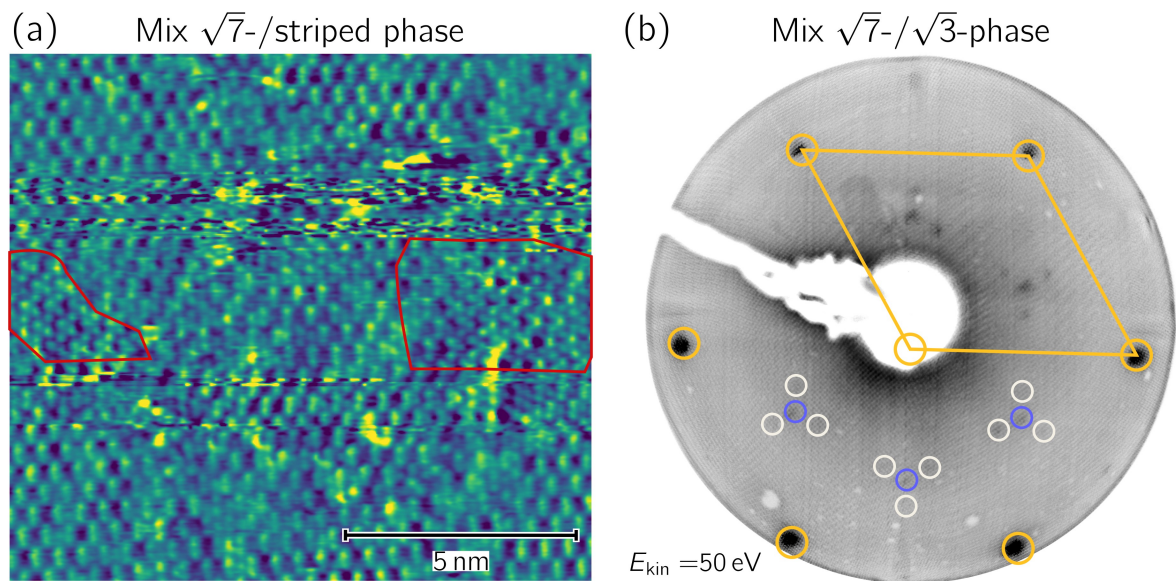 (a) Mix √7-/striped phase
(b) Mix √7-/√3-phase
5 nm
E_kin =50 eV